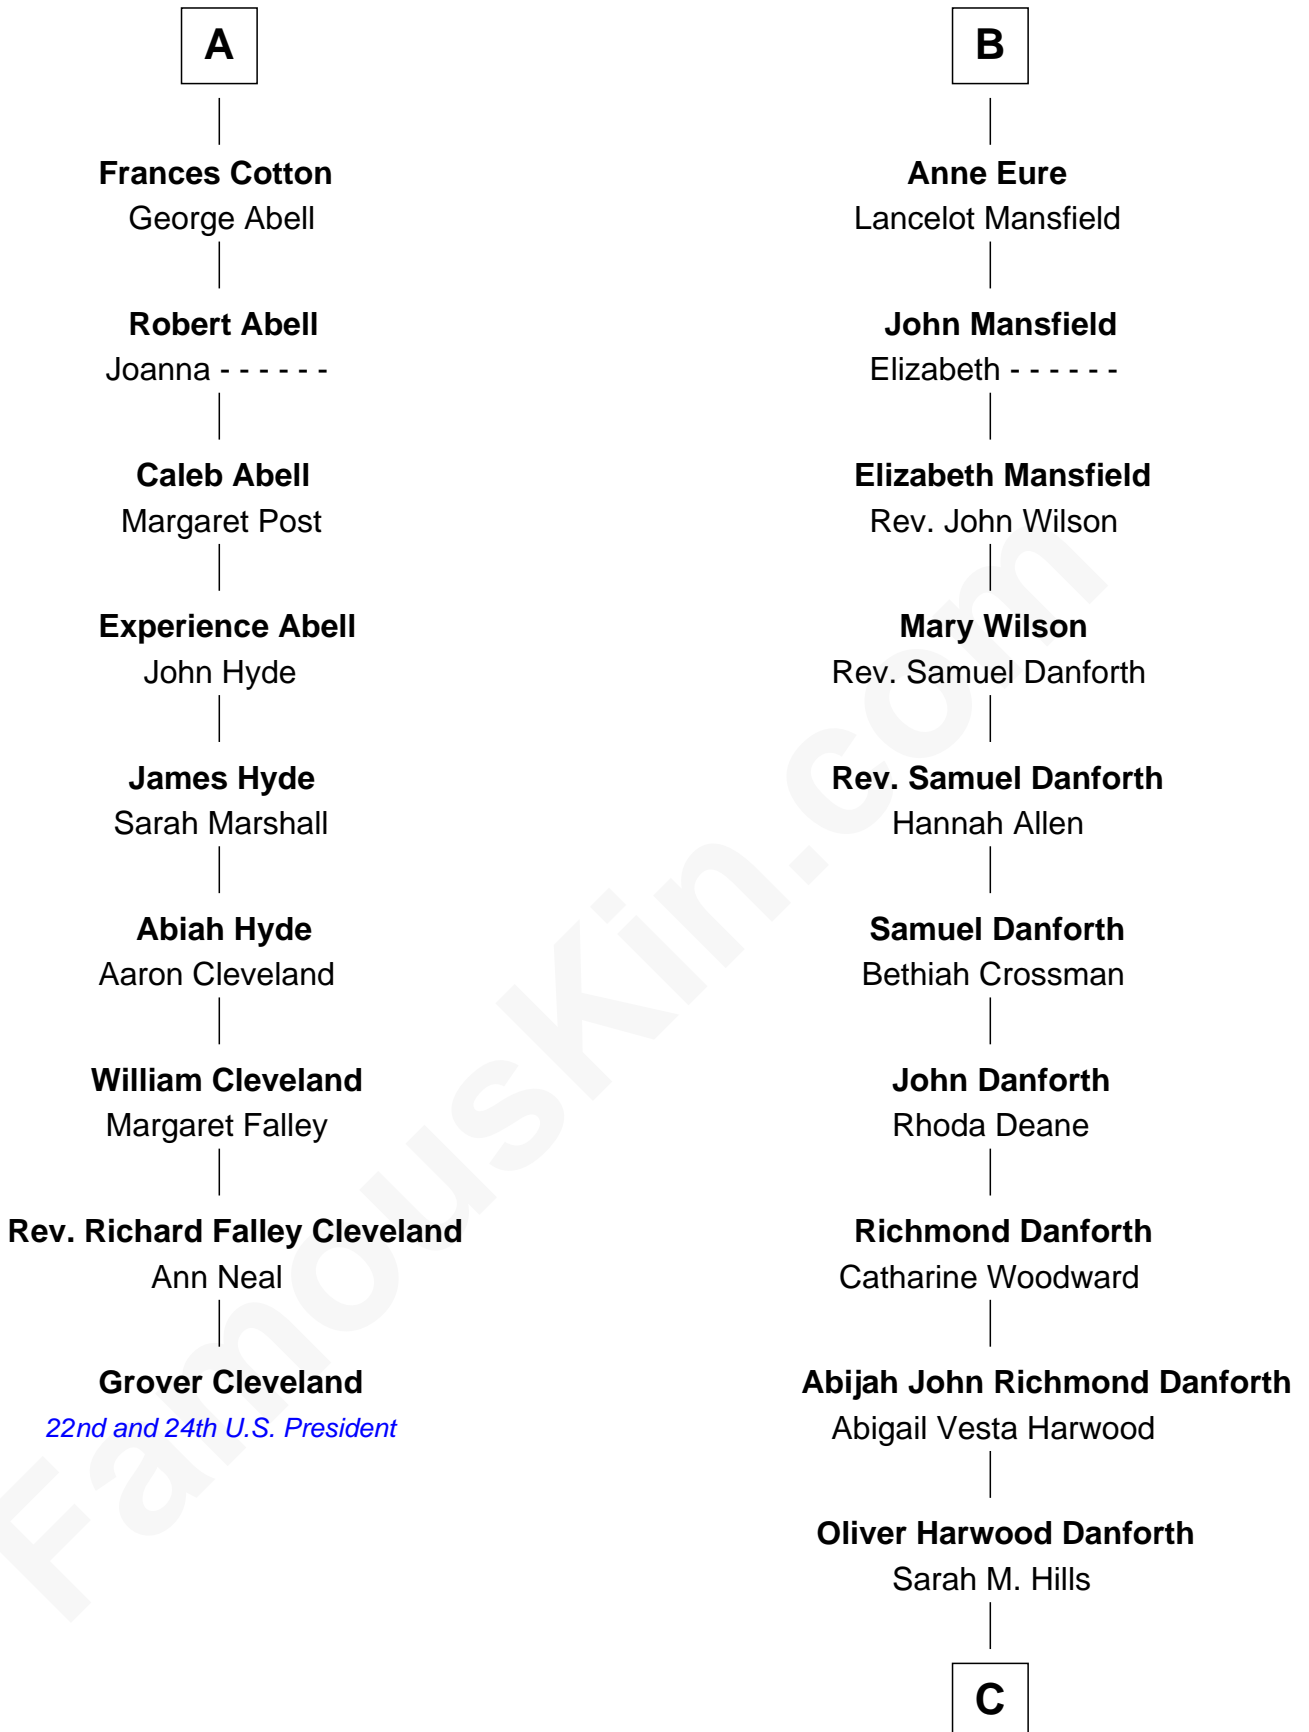 A
Frances Cotton
George Abell
Robert Abell
Joanna - - - - - -
Caleb Abell
Margaret Post
Experience Abell
John Hyde
James Hyde
Sarah Marshall
Abiah Hyde
Aaron Cleveland
William Cleveland
Margaret Falley
Rev. Richard Falley Cleveland
Ann Neal
Grover Cleveland
22nd and 24th U.S. President
B
Anne Eure
Lancelot Mansfield
John Mansfield
Elizabeth - - - - - -
Elizabeth Mansfield
Rev. John Wilson
Mary Wilson
Rev. Samuel Danforth
Rev. Samuel Danforth
Hannah Allen
Samuel Danforth
Bethiah Crossman
John Danforth
Rhoda Deane
Richmond Danforth
Catharine Woodward
Abijah John Richmond Danforth
Abigail Vesta Harwood
Oliver Harwood Danforth
Sarah M. Hills
C
FamousKin.com